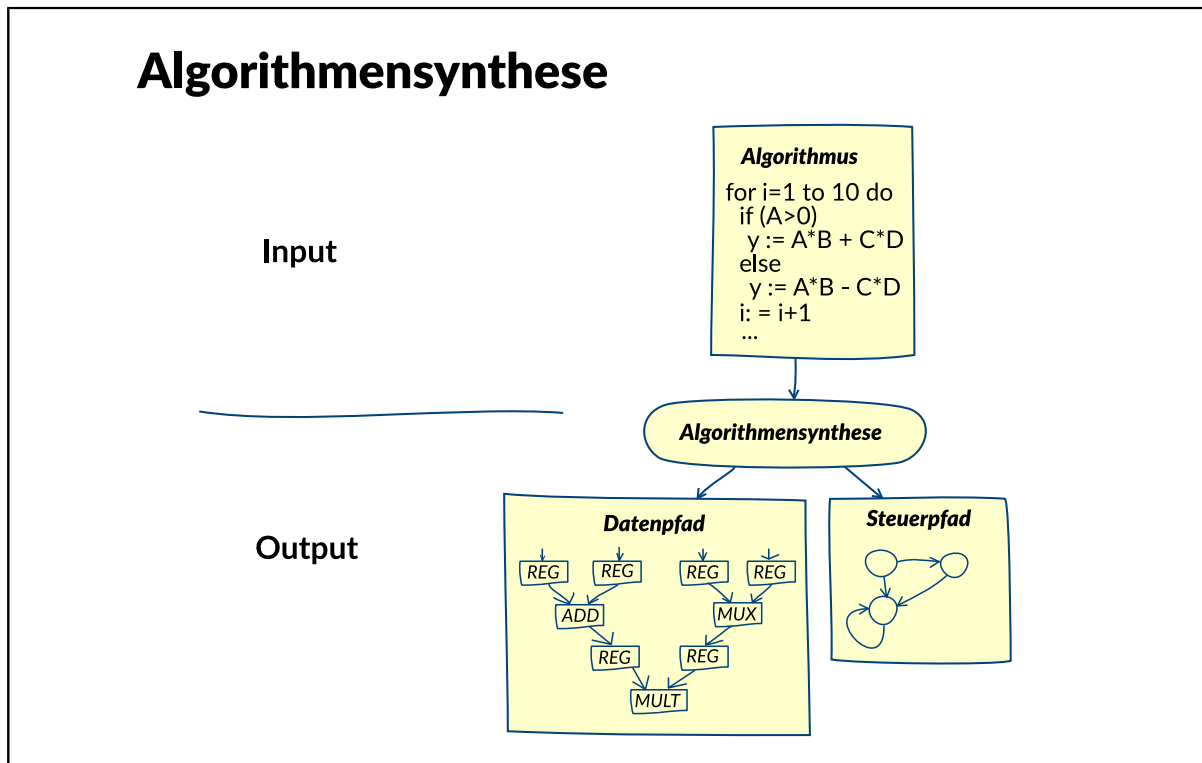 Algorithmensynthese
Input
Algorithmus
for i=1 to 10 do
if (A>0)
y := A*B + C*D
else
y := A*B - C*D
i: = i+1
...
Algorithmensynthese
Output
Datenpfad
REG REG REG REG
ADD MUX
REG REG
MULT
Steuerpfad